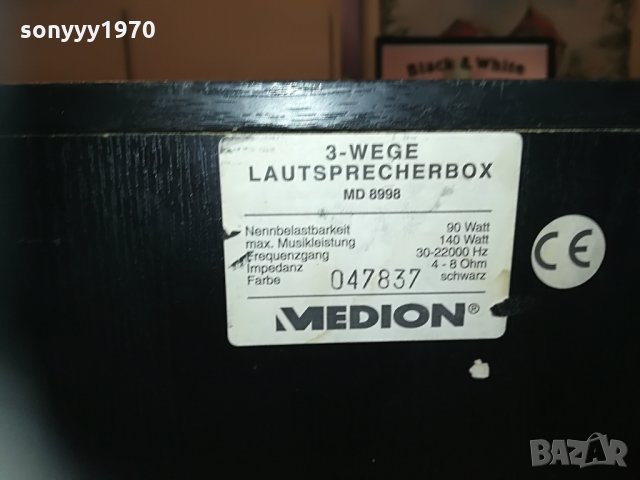 sonyyy1970
Black & White
3-WEGE
LAUTSPRECHERBOX
MD 8998
Nennbelastbarkeit 90 Watt
max. Musikleistung 140 Watt
Frequenzgang 30-22000 Hz
Impedanz 4 - 8 Ohm
Farbe 047837 schwarz
MEDION®
CE
BAZAR